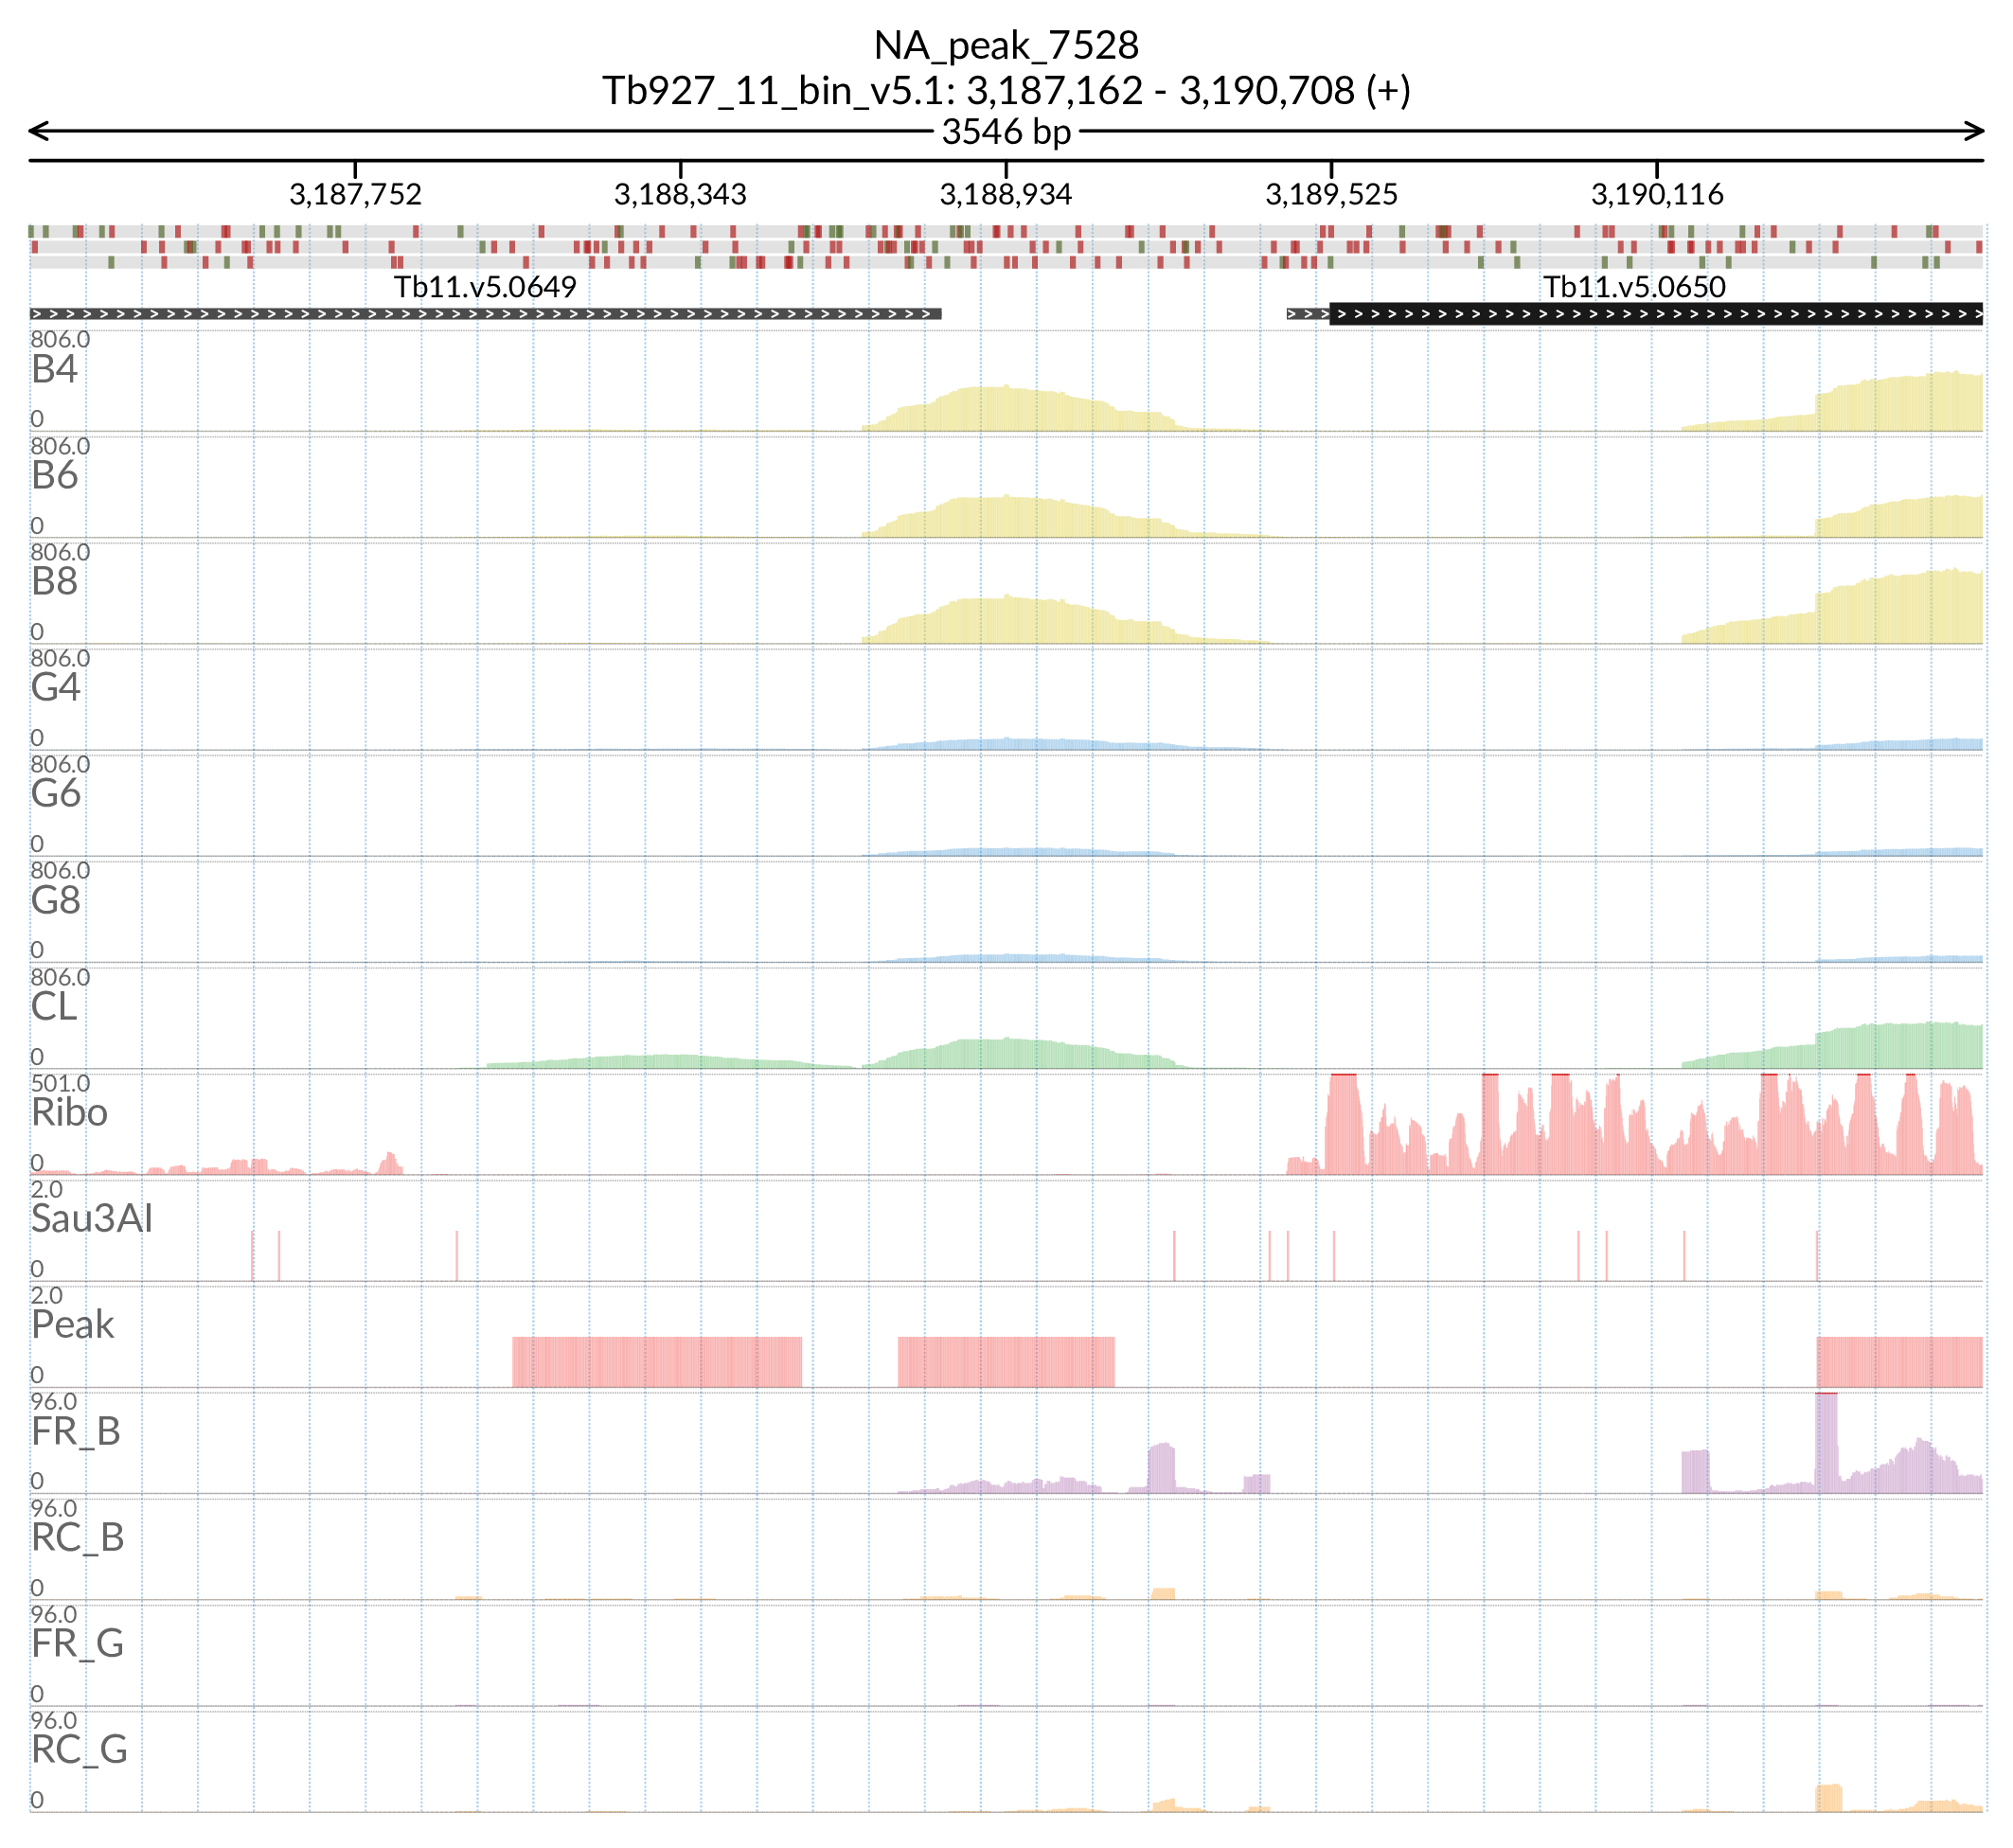 NA_peak_7528
Tb927_11_bin_v5.1: 3,187,162 - 3,190,708 (+)
3546 bp
3,187,752 3,188,343 3,188,934 3,189,525 3,190,116
Tb11.v5.0649 Tb11.v5.0650
806.0
B4
0
806.0
B6
0
806.0
B8
0
806.0
G4
0
806.0
G6
0
806.0
G8
0
806.0
CL
0
501.0
Ribo
0
2.0
Sau3AI
0
2.0
Peak
0
96.0
FR_B
0
96.0
RC_B
0
96.0
FR_G
0
96.0
RC_G
0